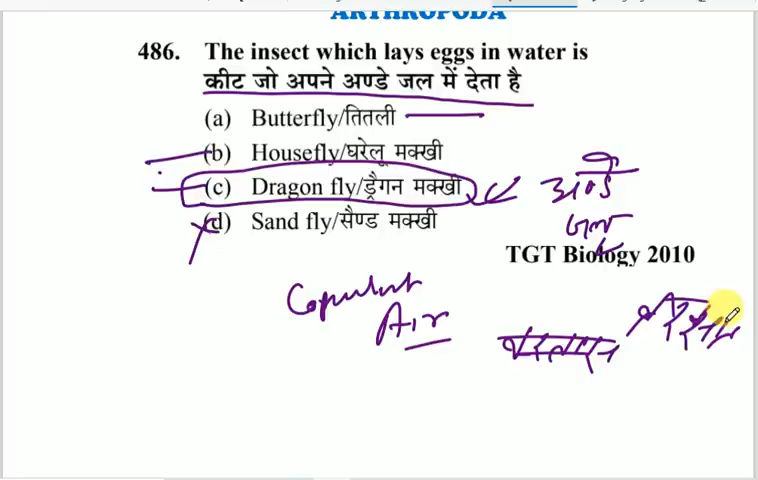 ARTHROPODA
486. The insect which lays eggs in water is
कीट जो अपने अण्डे जल में देता है
(a) Butterfly/तितली
(b) Housefly/घरेलू मक्खी
(c) Dragon fly/ड्रैगन मक्खी
अण्डे
(d) Sand fly/सैण्ड मक्खी
जल
TGT Biology 2010
Air